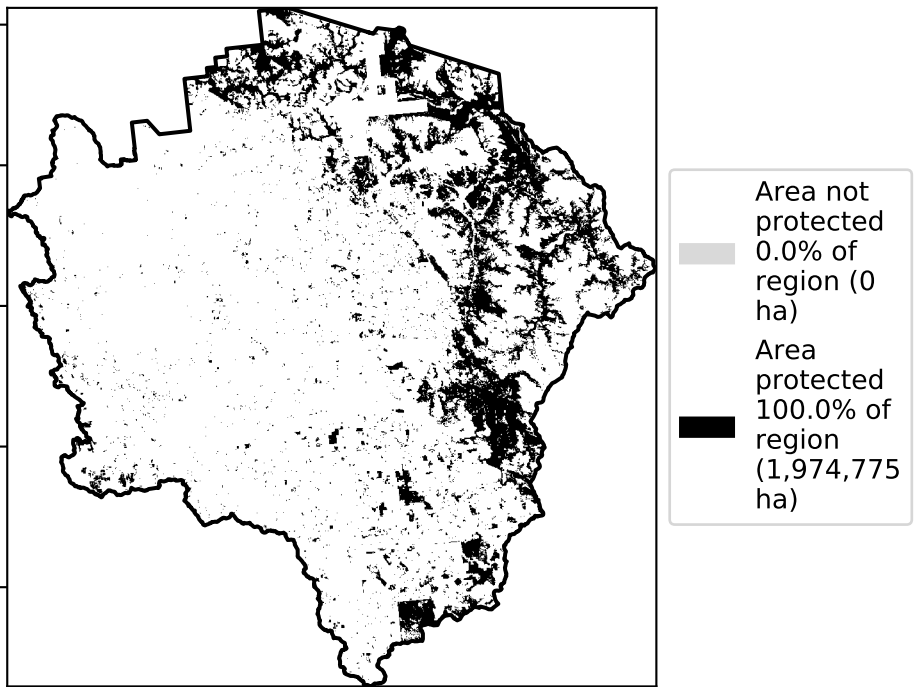 Area not
protected
0.0% of
region (0
ha)
Area
protected
100.0% of
region
(1,974,775
ha)